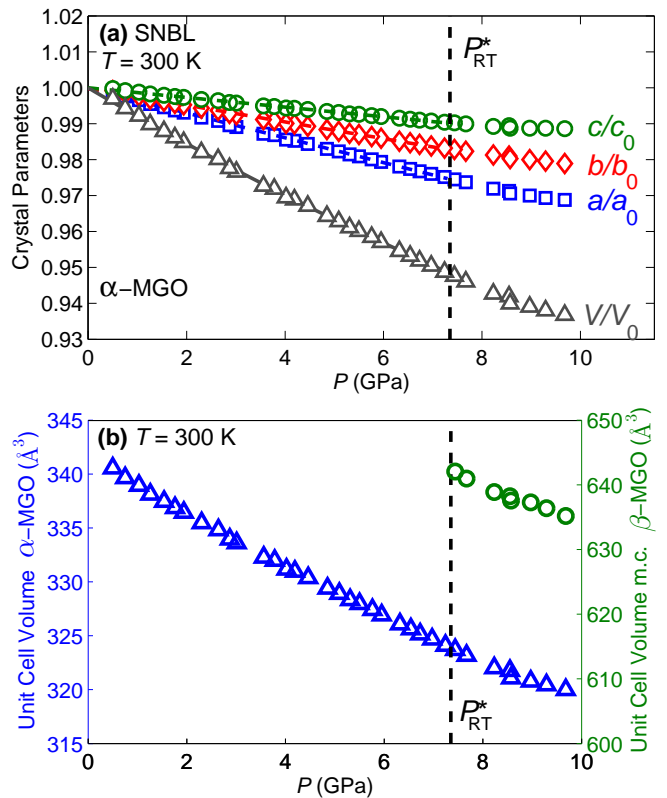 (a) SNBL
T = 300 K
P*RT
1.02
1.01
1.00
0.99
0.98
0.97
0.96
0.95
0.94
0.93
Crystal Parameters
c/c0
b/b0
a/a0
V/V0
α−MGO
0 2 4 6 8 10
P (GPa)
(b) T = 300 K
345
340
335
330
325
320
315
Unit Cell Volume α−MGO (Å³)
650
640
630
620
610
600
Unit Cell Volume m.c. β−MGO (Å³)
P*RT
0 2 4 6 8 10
P (GPa)